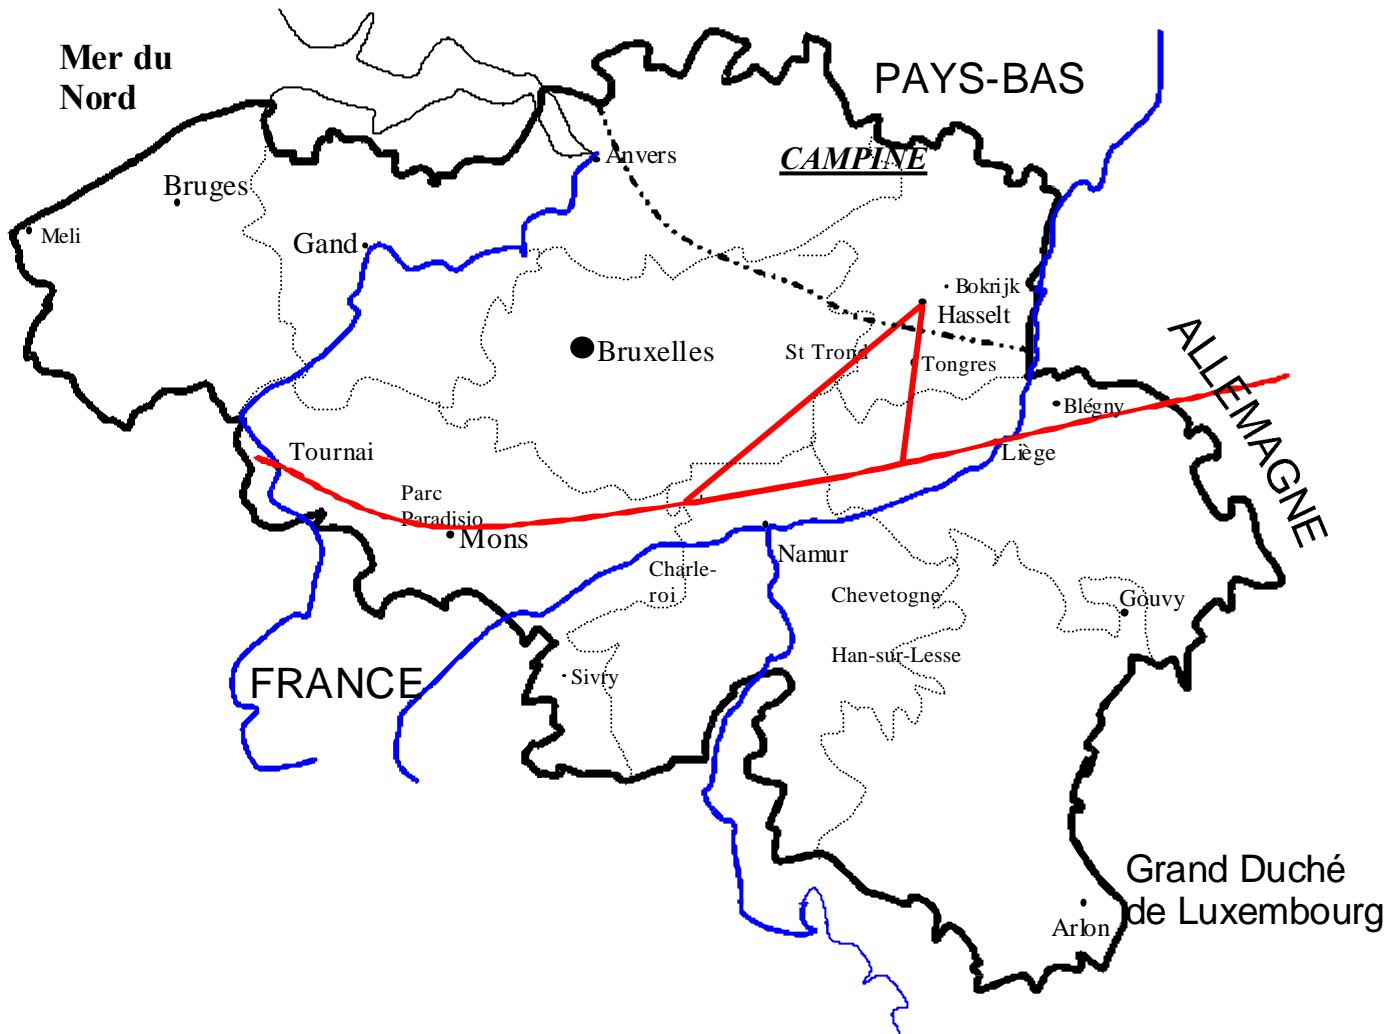 Mer du
Nord
PAYS-BAS
Anvers
CAMPINE
Bruges
Meli
Gand
Bokrijk
Hasselt
ALLEMAGNE
Bruxelles
St Trond
Tongres
Blégny
Tournai
Liège
Parc
Paradisio
Mons
Namur
Charle-
roi
Chevetogne
Gouvy
Han-sur-Lesse
FRANCE
Sivry
Grand Duché
de Luxembourg
Arlon